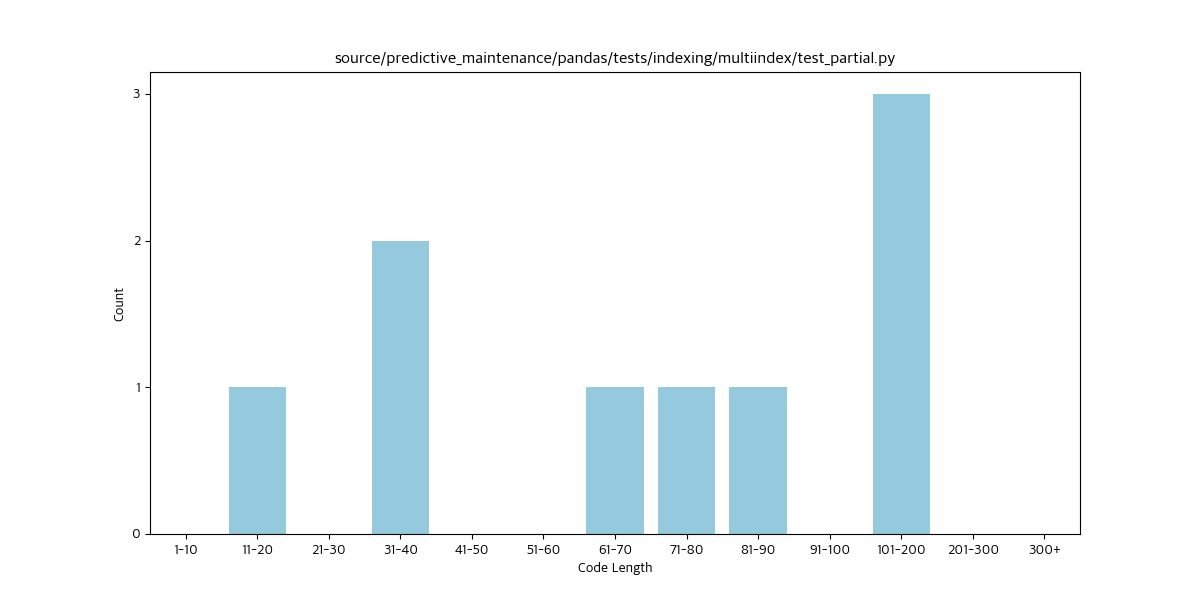 source/predictive_maintenance/pandas/tests/indexing/multiindex/test_partial.py
3
2
1
0
Count
1-10 11-20 21-30 31-40 41-50 51-60 61-70 71-80 81-90 91-100 101-200 201-300 300+
Code Length